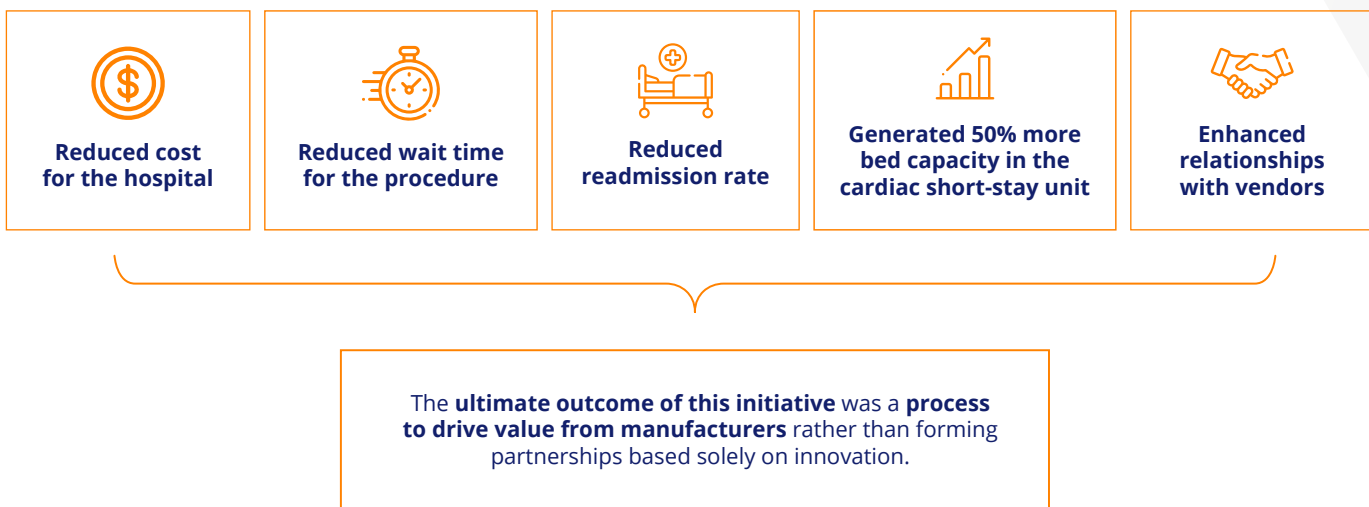 Reduced cost
for the hospital
Reduced wait time
for the procedure
Reduced
readmission rate
Generated 50% more
bed capacity in the
cardiac short-stay unit
Enhanced
relationships
with vendors
The ultimate outcome of this initiative was a process
to drive value from manufacturers rather than forming
partnerships based solely on innovation.